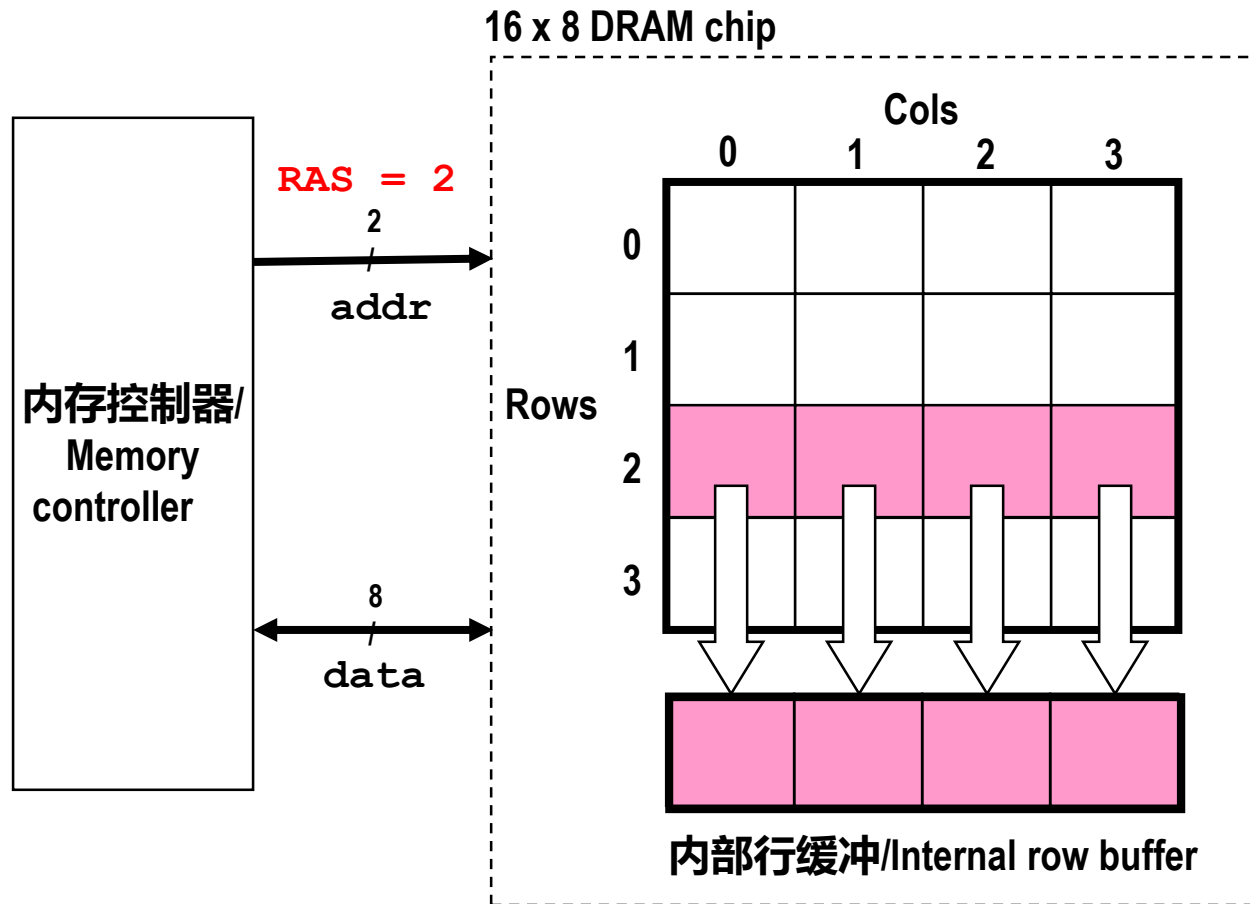 16 x 8 DRAM chip
Cols
0 1 2 3
RAS = 2
2
addr
0
1
Rows
2
3
内存控制器/
Memory
controller
8
data
内部行缓冲/Internal row buffer